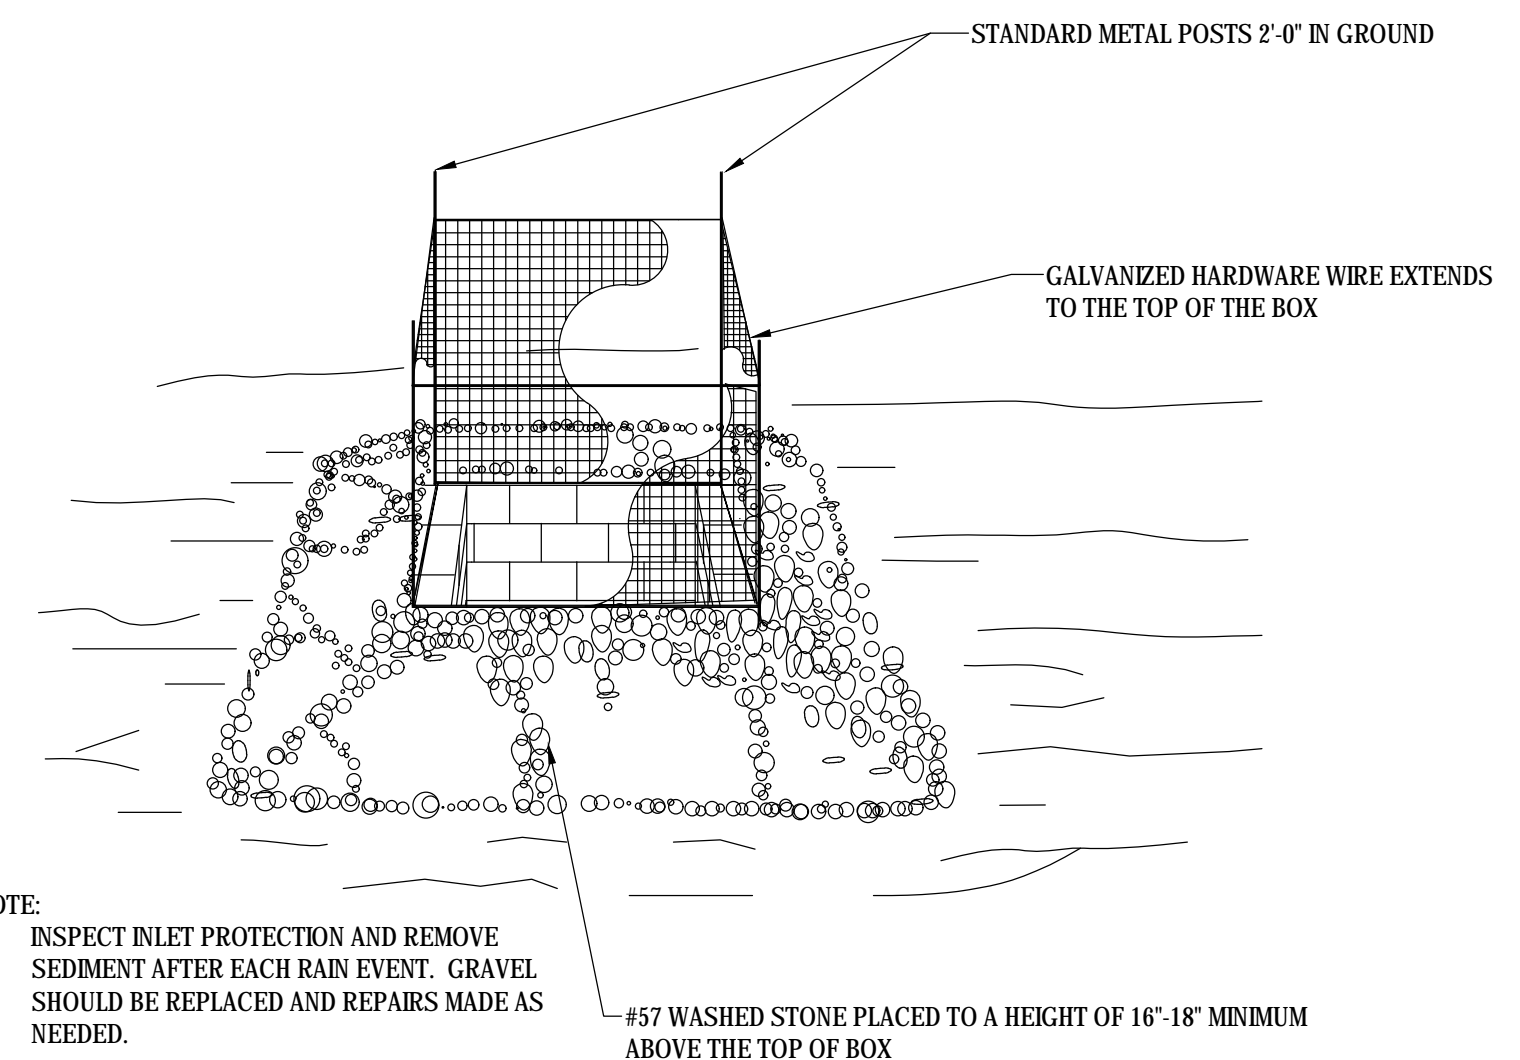 STANDARD METAL POSTS 2'-0" IN GROUND
GALVANIZED HARDWARE WIRE EXTENDS
TO THE TOP OF THE BOX
OTE:
INSPECT INLET PROTECTION AND REMOVE
SEDIMENT AFTER EACH RAIN EVENT. GRAVEL
SHOULD BE REPLACED AND REPAIRS MADE AS
NEEDED.
#57 WASHED STONE PLACED TO A HEIGHT OF 16"-18" MINIMUM
ABOVE THE TOP OF BOX